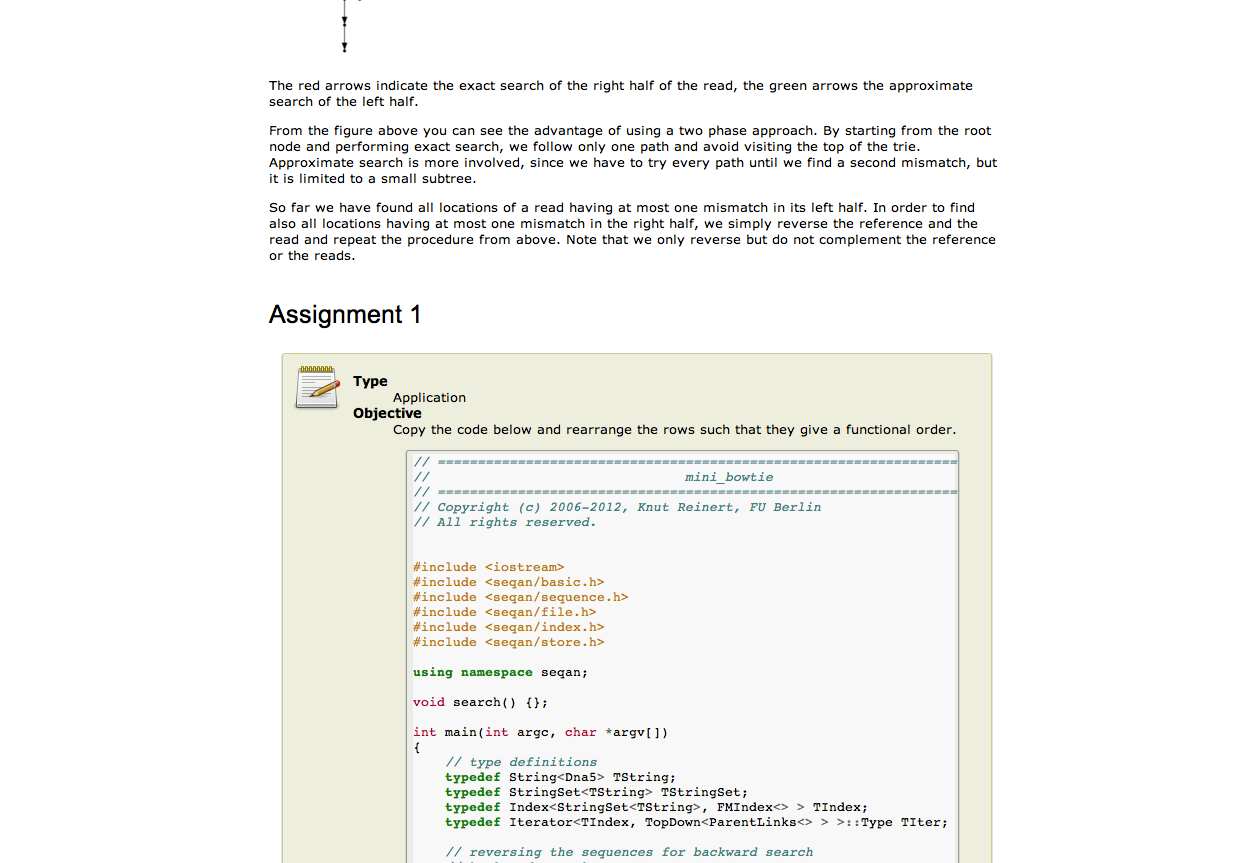 The red arrows indicate the exact search of the right half of the read, the green arrows the approximate
search of the left half.
From the figure above you can see the advantage of using a two phase approach. By starting from the root
node and performing exact search, we follow only one path and avoid visiting the top of the trie.
Approximate search is more involved, since we have to try every path until we find a second mismatch, but
it is limited to a small subtree.
So far we have found all locations of a read having at most one mismatch in its left half. In order to find
also all locations having at most one mismatch in the right half, we simply reverse the reference and the
read and repeat the procedure from above. Note that we only reverse but do not complement the reference
or the reads.
Assignment 1
Type
Application
Objective
Copy the code below and rearrange the rows such that they give a functional order.
// =================================================================
// mini_bowtie
// =================================================================
// Copyright (c) 2006-2012, Knut Reinert, FU Berlin
// All rights reserved.
#include <iostream>
#include <seqan/basic.h>
#include <seqan/sequence.h>
#include <seqan/file.h>
#include <seqan/index.h>
#include <seqan/store.h>
using namespace seqan;
void search() {};
int main(int argc, char *argv[])
{
// type definitions
typedef String<Dna5> TString;
typedef StringSet<TString> TStringSet;
typedef Index<StringSet<TString>, FMIndex<> > TIndex;
typedef Iterator<TIndex, TopDown<ParentLinks<> > >::Type TIter;
// reversing the sequences for backward search